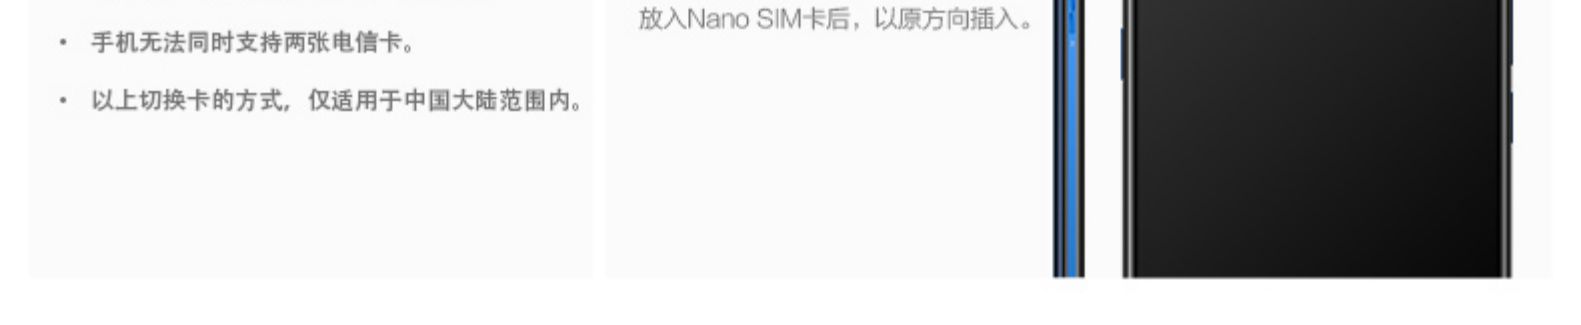 放入Nano SIM卡后，以原方向插入。
• 手机无法同时支持两张电信卡。
• 以上切换卡的方式，仅适用于中国大陆范围内。